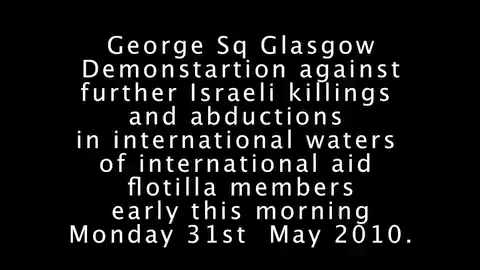 George Sq Glasgow
Demonstartion against
further Israeli killings
and abductions
in international waters
of international aid
flotilla members
early this morning
Monday 31st May 2010.